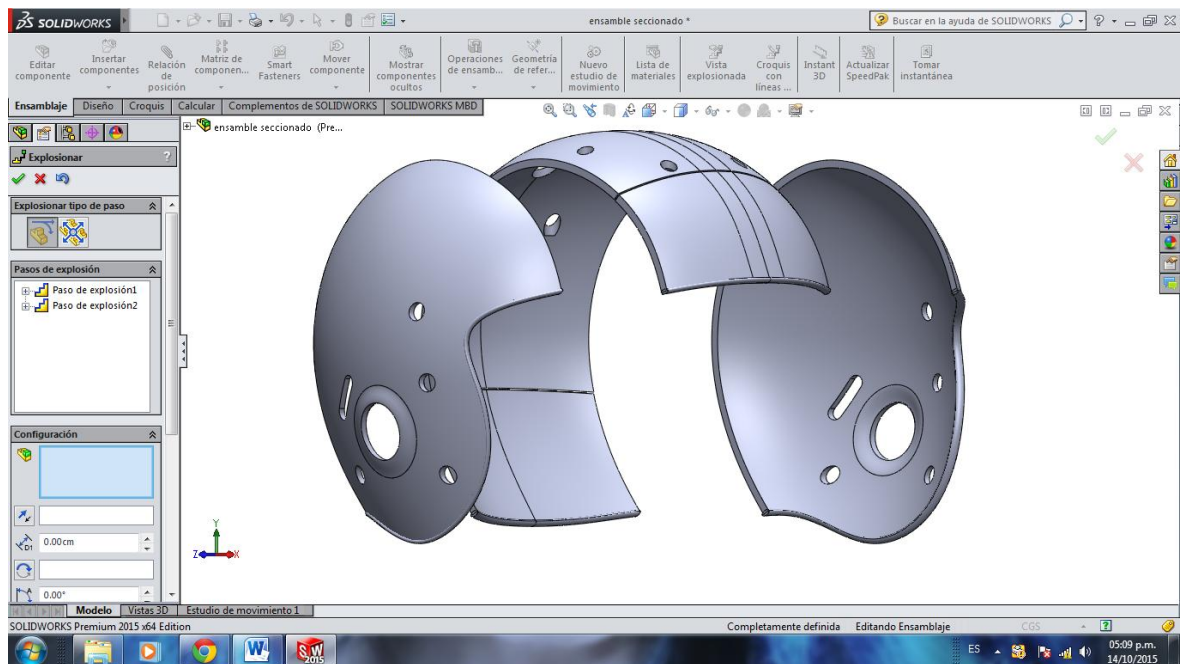 SOLIDWORKS
ensamble seccionado *
Buscar en la ayuda de SOLIDWORKS
Editar componente
Insertar componentes
Relación de posición
Matriz de componen...
Smart Fasteners
Mover componente
Mostrar componentes ocultos
Operaciones de ensamb...
Geometría de refer...
Nuevo estudio de movimiento
Lista de materiales
Vista explosionada
Croquis con líneas ...
Instant 3D
Actualizar SpeedPak
Tomar instantánea
Ensamblaje Diseño Croquis Calcular Complementos de SOLIDWORKS SOLIDWORKS MBD
ensamble seccionado (Pre...
Explosionar ?
Explosionar tipo de paso
Pasos de explosión
Paso de explosión1
Paso de explosión2
Configuración
D1 0.00cm
0.00°
Y
Z X
Modelo Vistas 3D Estudio de movimiento 1
SOLIDWORKS Premium 2015 x64 Edition Completamente definida Editando Ensamblaje CGS
ES 05:09 p.m.
14/10/2015
W SW 2015